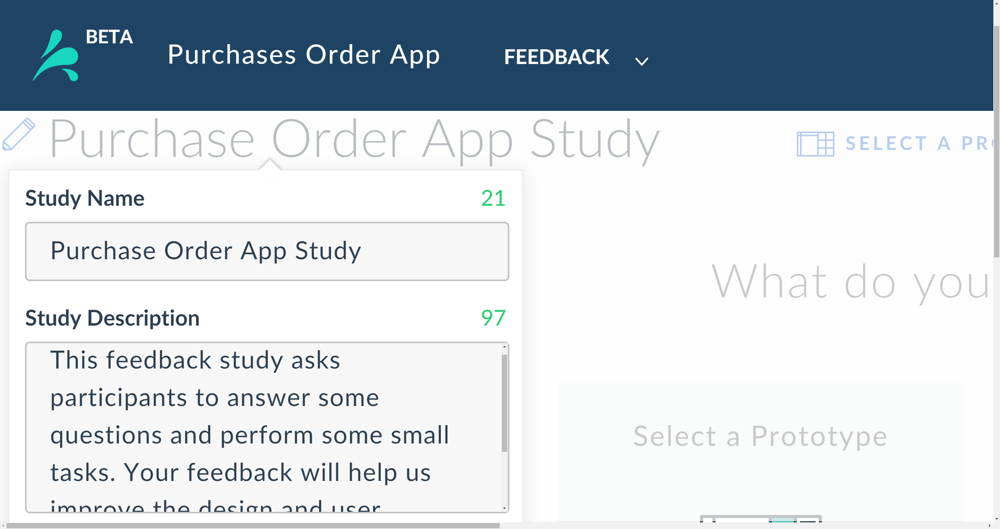 BETA
Purchases Order App
FEEDBACK
Purchase Order App Study
SELECT A PRO
What do you
Study Name
21
Purchase Order App Study
Study Description
97
This feedback study asks
participants to answer some
questions and perform some small
tasks. Your feedback will help us
improve the design and user
Select a Prototype